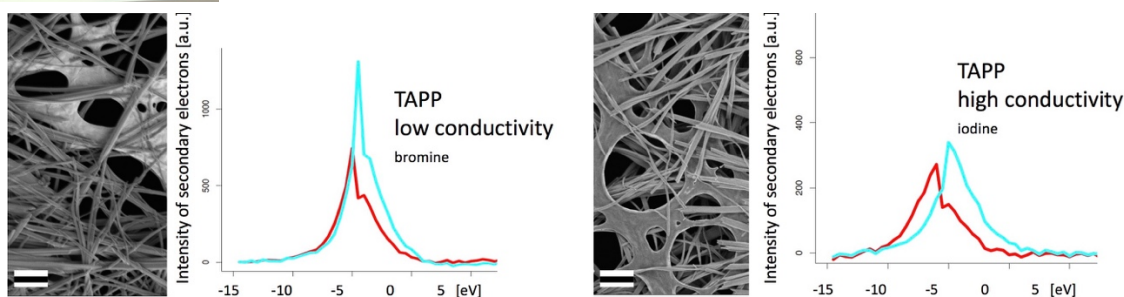 Intensity of secondary electrons [a.u.]
1000
500
0
TAPP
low conductivity
bromine
-15 -10 -5 0 5 [eV]
Intensity of secondary electrons [a.u.]
600
400
200
0
TAPP
high conductivity
iodine
-15 -10 -5 0 5 [eV]